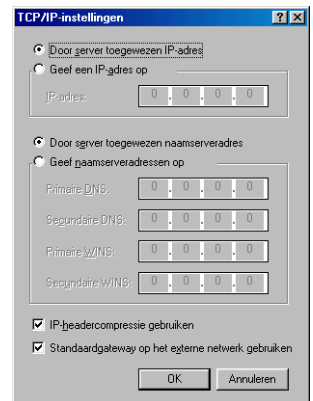 TCP/IP-instellingen
Door server toegewezen IP-adres
Geef een IP-adres op
IP-adres: 0 . 0 . 0 . 0
Door server toegewezen naamserveradres
Geef naamserveradressen op
Primaire DNS: 0 . 0 . 0 . 0
Segundaire DNS: 0 . 0 . 0 . 0
Primaire WINS: 0 . 0 . 0 . 0
Secundaire WINS: 0 . 0 . 0 . 0
IP-headercompressie gebruiken
Standaardgateway op het externe netwerk gebruiken
OK Annuleren